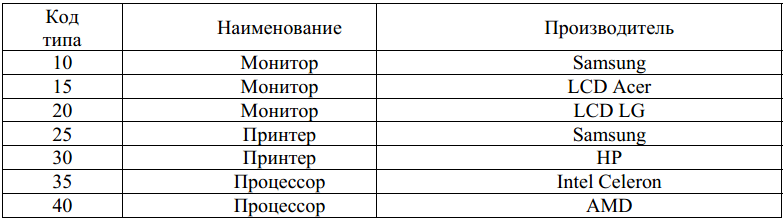 Код типа Наименование Производитель
10 Монитор Samsung
15 Монитор LCD Acer
20 Монитор LCD LG
25 Принтер Samsung
30 Принтер HP
35 Процессор Intel Celeron
40 Процессор AMD